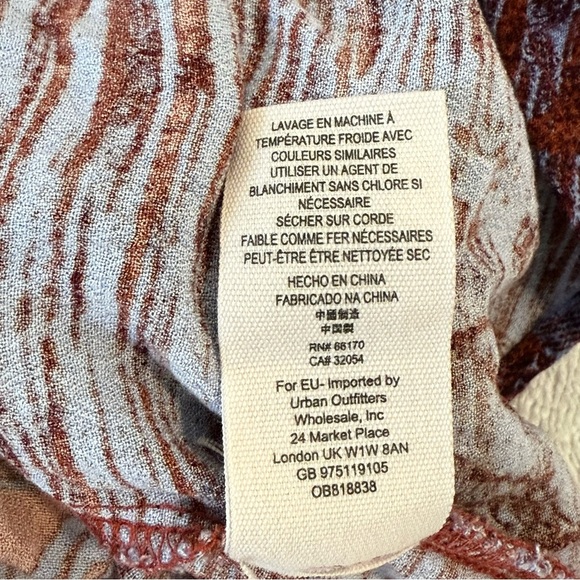 LAVAGE EN MACHINE À
TEMPÉRATURE FROIDE AVEC
COULEURS SIMILAIRES
UTILISER UN AGENT DE
BLANCHIMENT SANS CHLORE SI
NÉCESSAIRE
SÉCHER SUR CORDE
FAIBLE COMME FER NÉCESSAIRES
PEUT-ÊTRE ÊTRE NETTOYÉE SEC
HECHO EN CHINA
FABRICADO NA CHINA
中國制造
中国製
RN# 66170
CA# 32054
For EU- Imported by
Urban Outfitters
Wholesale, Inc
24 Market Place
London UK W1W 8AN
GB 975119105
OB818838